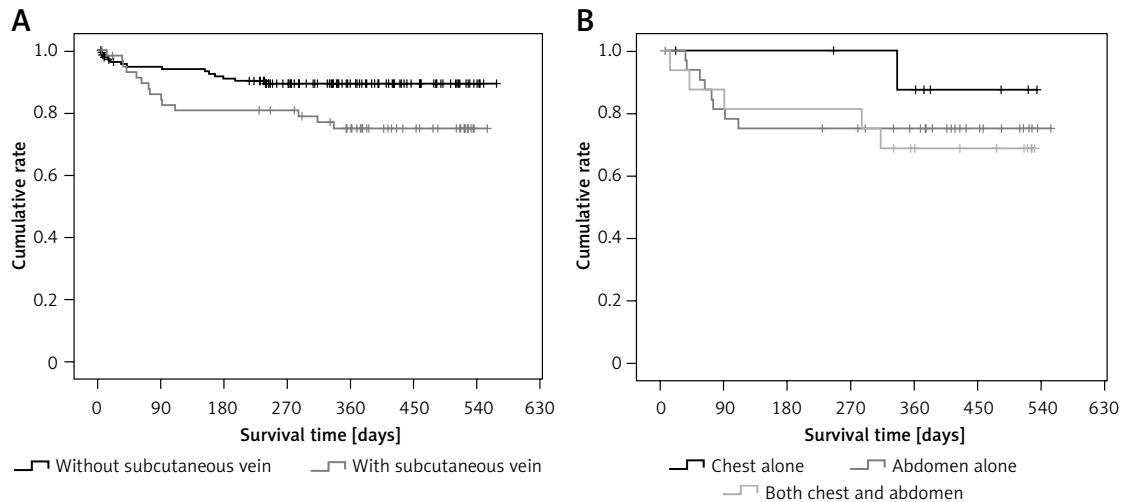 A
Cumulative rate
1.0
0.8
0.6
0.4
0.2
0
0 90 180 270 360 450 540 630
Survival time [days]
Without subcutaneous vein With subcutaneous vein
B
Cumulative rate
1.0
0.8
0.6
0.4
0.2
0
0 90 180 270 360 450 540 630
Survival time [days]
Chest alone Abdomen alone
Both chest and abdomen